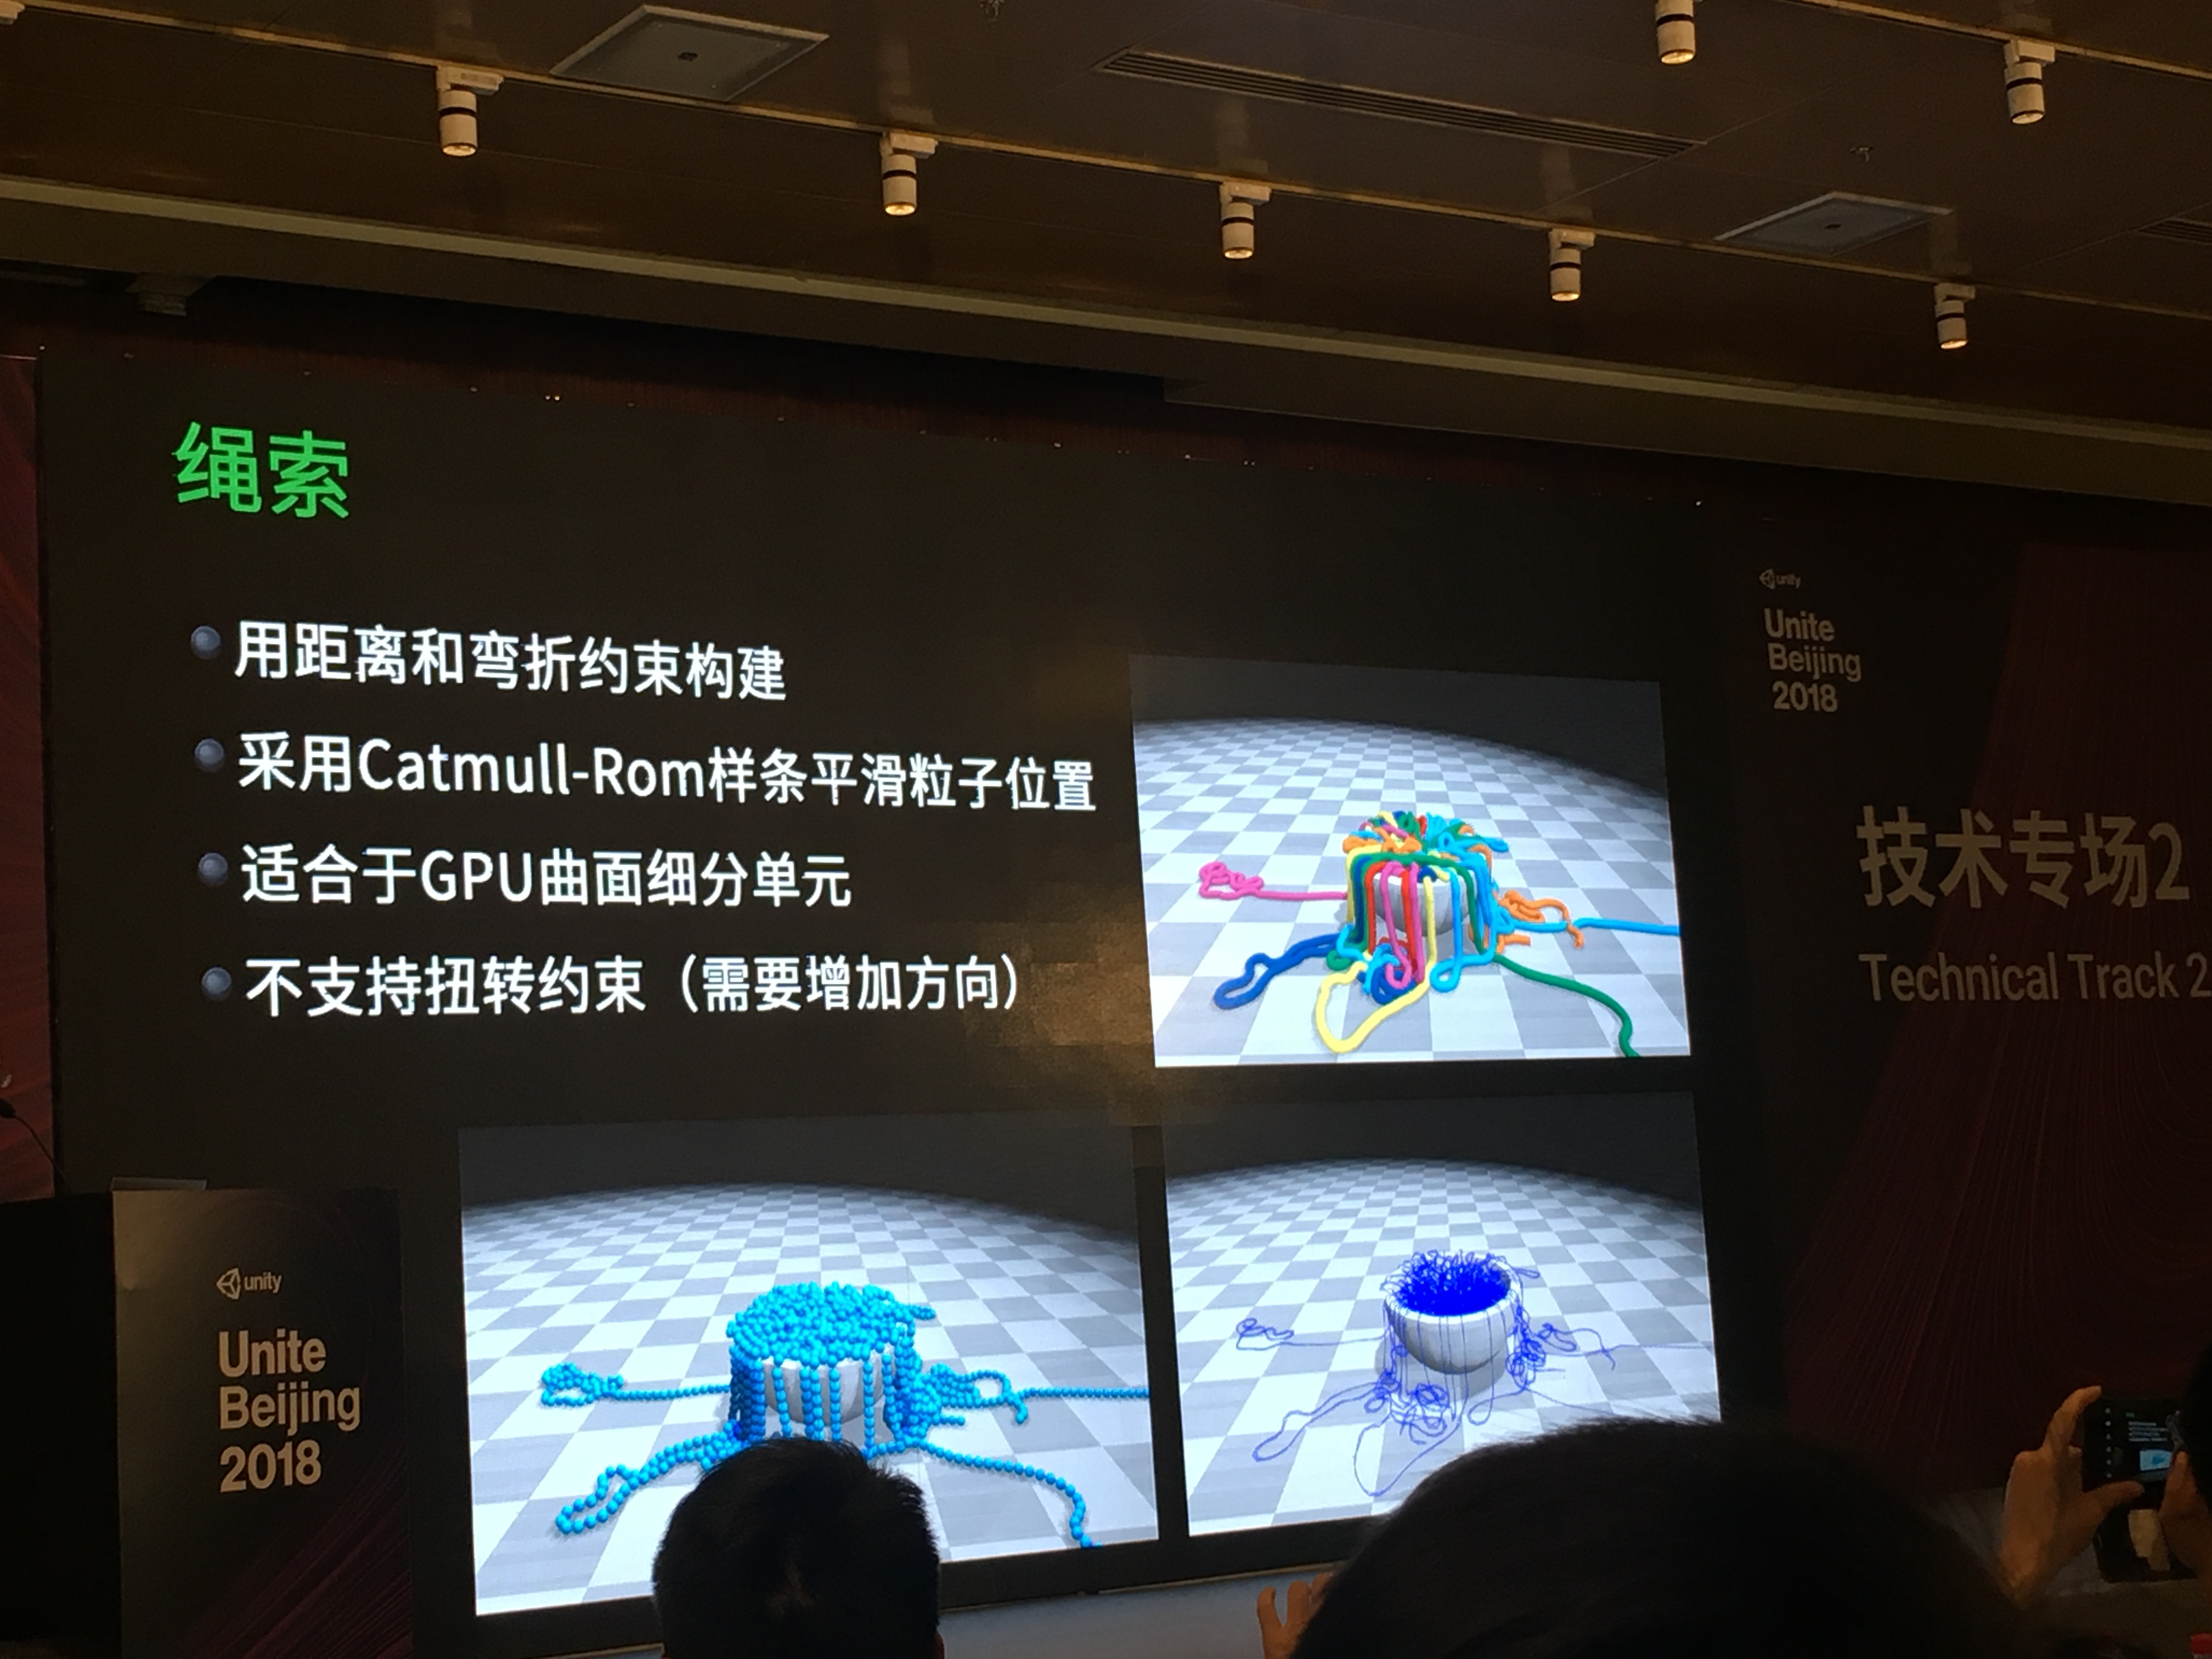 绳索
用距离和弯折约束构建
采用Catmull-Rom样条平滑粒子位置
适合于GPU曲面细分单元
不支持扭转约束（需要增加方向）
unity
Unite
Beijing
2018
技术专场2
Technical Track 2
unity
Unite
Beijing
2018